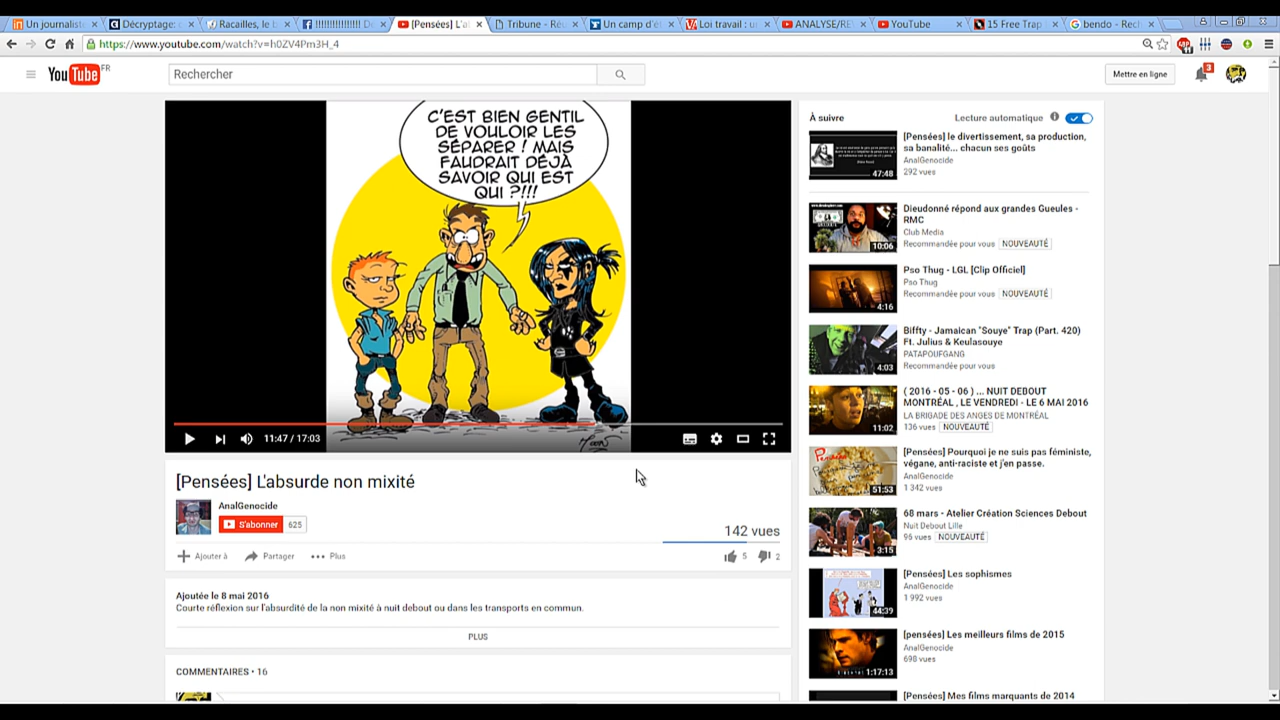 Un journalist
Décryptage: e
Racailles, le b
!!!!!!!!!!!!!!!! De
[Pensées] L'a
Tribune - Réu
Un camp d'é
Loi travail : un
ANALYSE/RE
YouTube
15 Free Trap
bendo - Rech
https://www.youtube.com/watch?v=h0ZV4Pm3H_4
YouTube FR
Rechercher
Mettre en ligne
3
C'EST BIEN GENTIL
DE VOULOIR LES
SÉPARER ! MAIS
FAUDRAIT DÉJÀ
SAVOIR QUI EST
QUI ?!!!
11:47 / 17:03
[Pensées] L'absurde non mixité
AnalGenocide
S'abonner 625
142 vues
Ajouter à Partager Plus
5 2
Ajoutée le 8 mai 2016
Courte réflexion sur l'absurdité de la non mixité à nuit debout ou dans les transports en commun.
PLUS
COMMENTAIRES • 16
À suivre
Lecture automatique
[Pensées] le divertissement, sa production,
sa banalité... chacun ses goûts
AnalGenocide
292 vues
47:48
Dieudonné répond aux grandes Gueules -
RMC
Club Media
Recommandée pour vous NOUVEAUTÉ
10:06
Pso Thug - LGL [Clip Officiel]
Pso Thug
Recommandée pour vous NOUVEAUTÉ
4:16
Biffty - Jamaican "Souye" Trap (Part. 420)
Ft. Julius & Keulasouye
PATAPOUFGANG
Recommandée pour vous
4:03
( 2016 - 05 - 06 ) ... NUIT DEBOUT
MONTRÉAL , LE VENDREDI - LE 6 MAI 2016
LA BRIGADE DES ANGES DE MONTRÉAL
136 vues NOUVEAUTÉ
11:02
[Pensées] Pourquoi je ne suis pas féministe,
végane, anti-raciste et j'en passe.
AnalGenocide
1 342 vues
51:53
68 mars - Atelier Création Sciences Debout
Nuit Debout Lille
96 vues NOUVEAUTÉ
3:15
[Pensées] Les sophismes
AnalGenocide
1 992 vues
44:39
[pensées] Les meilleurs films de 2015
AnalGenocide
698 vues
1:17:13
[Pensées] Mes films marquants de 2014